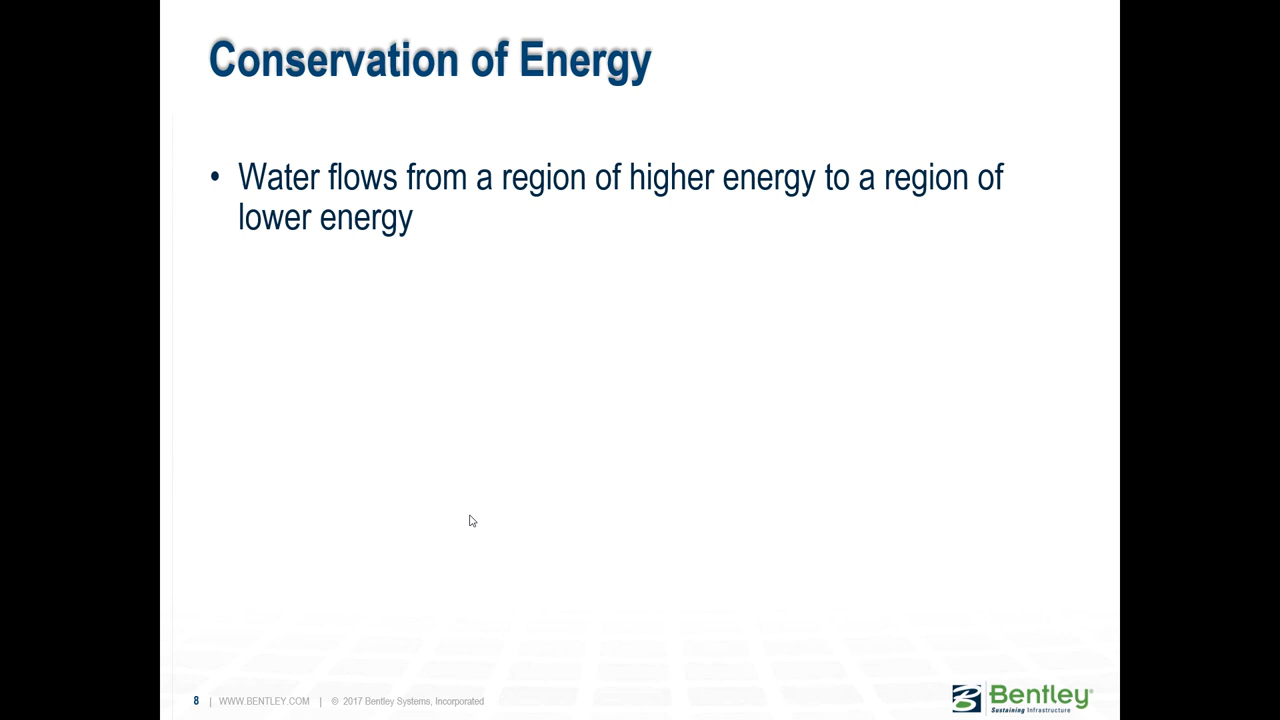 Conservation of Energy
• Water flows from a region of higher energy to a region of
lower energy
8 | WWW.BENTLEY.COM | © 2017 Bentley Systems, Incorporated
Bentley®
Sustaining Infrastructure